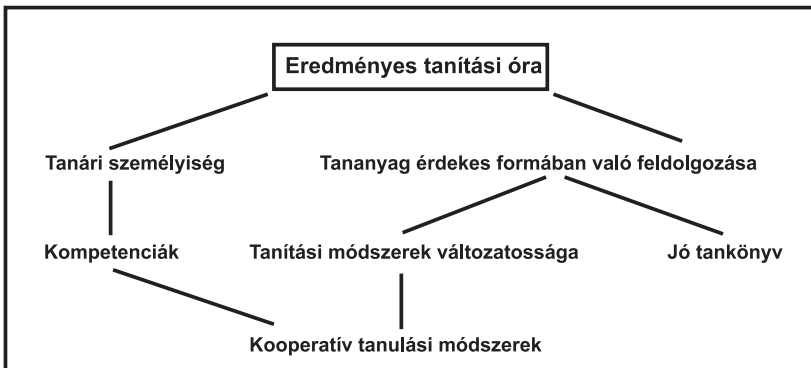 Eredményes tanítási óra
Tanári személyiség
Tananyag érdekes formában való feldolgozása
Kompetenciák
Tanítási módszerek változatossága
Jó tankönyv
Kooperatív tanulási módszerek